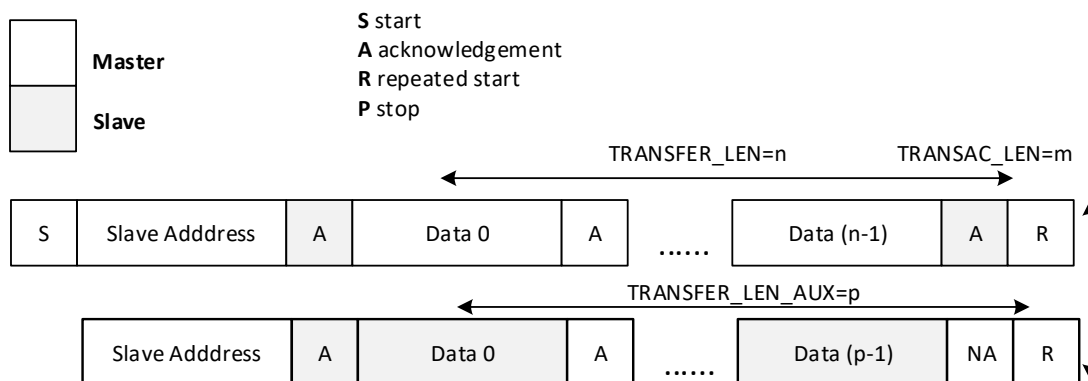 Master
Slave
S start
A acknowledgement
R repeated start
P stop
TRANSFER_LEN=n TRANSAC_LEN=m
S Slave Adddress A Data 0 A ...... Data (n-1) A R
TRANSFER_LEN_AUX=p
Slave Adddress A Data 0 A ...... Data (p-1) NA R